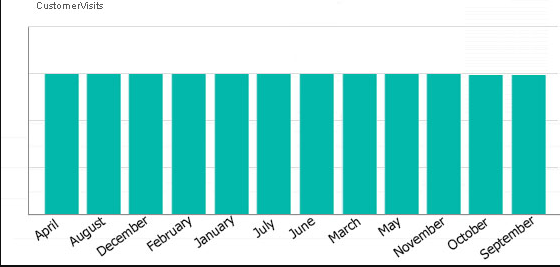 CustomerVisits
April
August
December
February
January
July
June
March
May
November
October
September